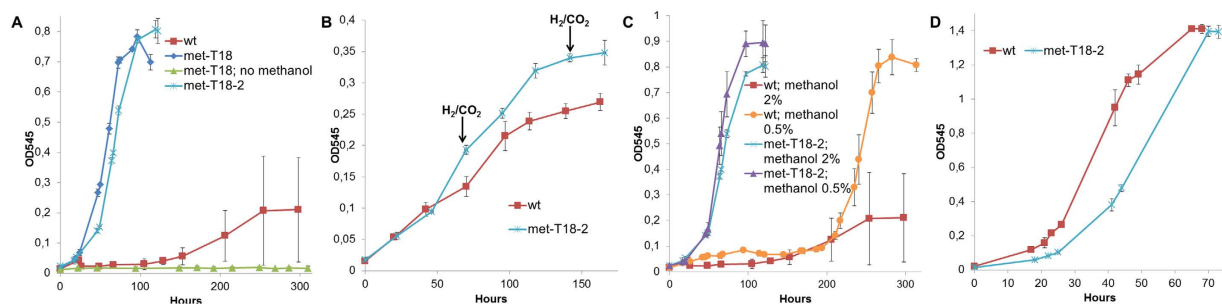 A
OD545
0,8
0,7
0,6
0,5
0,4
0,3
0,2
0,1
0,0
0
100
200
300
Hours
wt
met-T18
met-T18; no methanol
met-T18-2
B
OD545
0,4
0,35
0,3
0,25
0,2
0,15
0,1
0,05
0
0
50
100
150
Hours
H2/CO2
H2/CO2
wt
met-T18-2
C
OD545
1
0,9
0,8
0,7
0,6
0,5
0,4
0,3
0,2
0,1
0
0
100
200
300
Hours
wt; methanol
2%
wt; methanol
0.5%
met-T18-2;
methanol 2%
met-T18-2;
methanol 0.5%
D
OD545
1,4
1,2
1
0,8
0,6
0,4
0,2
0
0
10
20
30
40
50
60
70
Hours
wt
met-T18-2